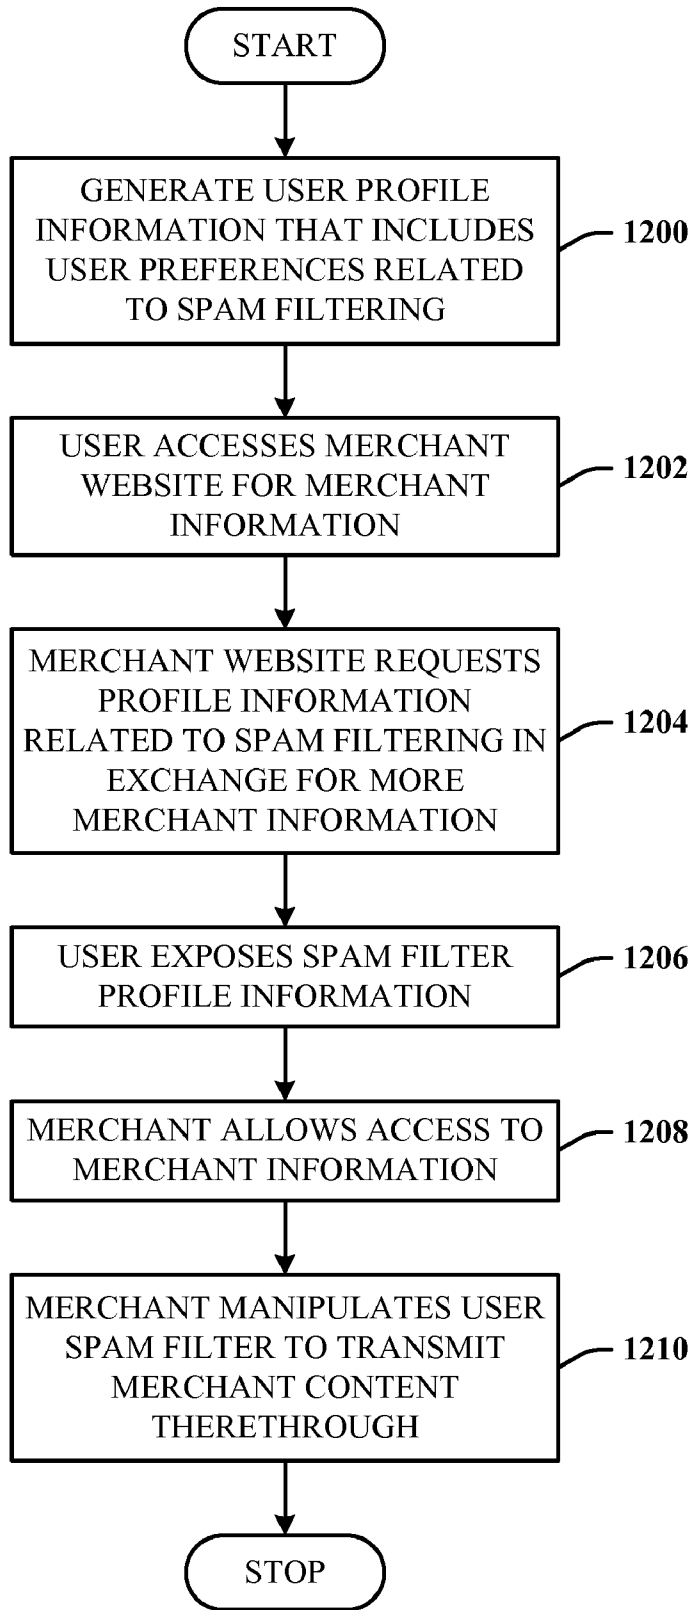 START
GENERATE USER PROFILE
INFORMATION THAT INCLUDES
USER PREFERENCES RELATED
TO SPAM FILTERING
1200
USER ACCESSES MERCHANT
WEBSITE FOR MERCHANT
INFORMATION
1202
MERCHANT WEBSITE REQUESTS
PROFILE INFORMATION
RELATED TO SPAM FILTERING IN
EXCHANGE FOR MORE
MERCHANT INFORMATION
1204
USER EXPOSES SPAM FILTER
PROFILE INFORMATION
1206
MERCHANT ALLOWS ACCESS TO
MERCHANT INFORMATION
1208
MERCHANT MANIPULATES USER
SPAM FILTER TO TRANSMIT
MERCHANT CONTENT
THERETHROUGH
1210
STOP